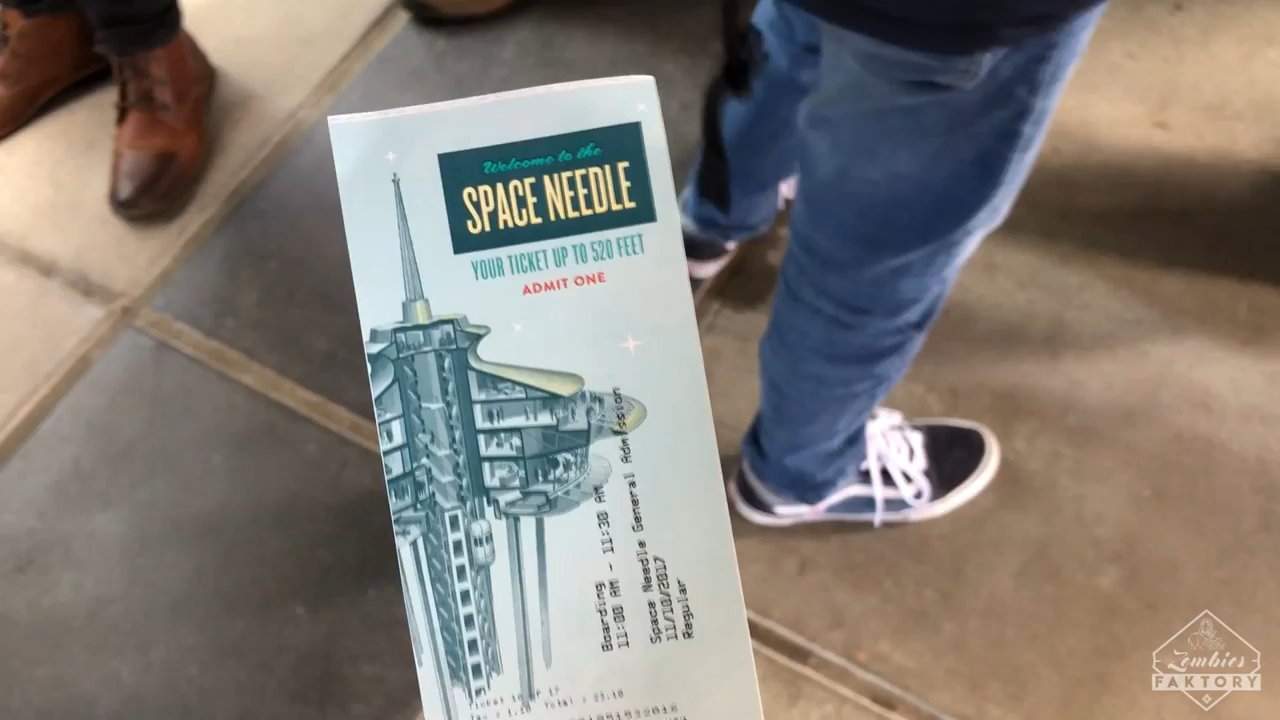 Welcome to the
SPACE NEEDLE
YOUR TICKET UP TO 520 FEET
ADMIT ONE
Boarding
11:00 AM - 11:30 AM
Space Needle General Admission
11/10/2017
Regular
Zombies
FAKTORY